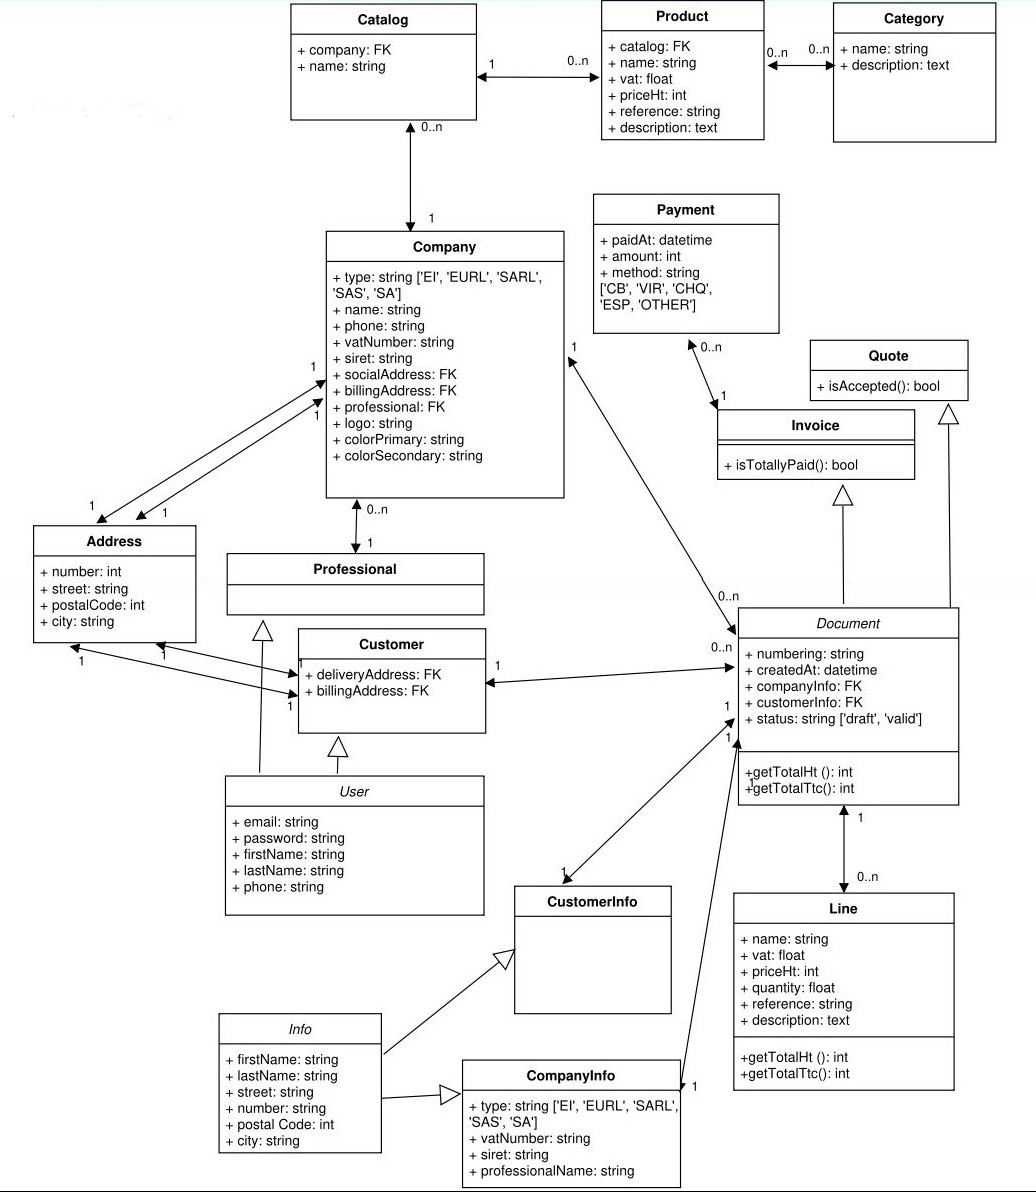 Catalog
+ company: FK
+ name: string
1
0..n
Product
+ catalog: FK
+ name: string
+ vat: float
+ priceHt: int
+ reference: string
+ description: text
0..n
0..n
Category
+ name: string
+ description: text
0..n
1
Company
+ type: string ['EI', 'EURL', 'SARL',
'SAS', 'SA']
+ name: string
+ phone: string
+ vatNumber: string
+ siret: string
+ socialAddress: FK
+ billingAddress: FK
+ professional: FK
+ logo: string
+ colorPrimary: string
+ colorSecondary: string
Payment
+ paidAt: datetime
+ amount: int
+ method: string
['CB', 'VIR', 'CHQ',
'ESP, 'OTHER']
0..n
1
Quote
+ isAccepted(): bool
Invoice
+ isTotallyPaid(): bool
1
0..n
1
1
1
1
Address
+ number: int
+ street: string
+ postalCode: int
+ city: string
0..n
1
Professional
Customer
+ deliveryAddress: FK
+ billingAddress: FK
1
1
1
1
1
0..n
Document
+ numbering: string
+ createdAt: datetime
+ companyInfo: FK
+ customerInfo: FK
+ status: string ['draft', 'valid']
+getTotalHt (): int
+getTotalTtc(): int
1
1
1
1
0..n
User
+ email: string
+ password: string
+ firstName: string
+ lastName: string
+ phone: string
1
CustomerInfo
Line
+ name: string
+ vat: float
+ priceHt: int
+ quantity: float
+ reference: string
+ description: text
+getTotalHt (): int
+getTotalTtc(): int
Info
+ firstName: string
+ lastName: string
+ street: string
+ number: string
+ postal Code: int
+ city: string
CompanyInfo
+ type: string ['EI', 'EURL', 'SARL',
'SAS', 'SA']
+ vatNumber: string
+ siret: string
+ professionalName: string
1